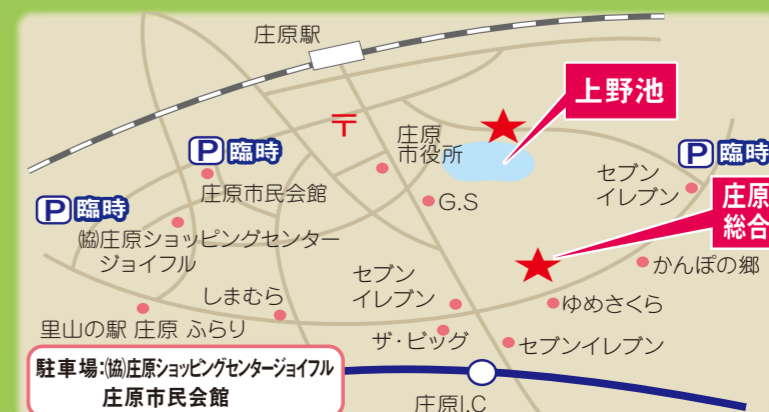 庄原駅
上野池
〒
庄原
市役所
P臨時
P臨時
庄原市民会館
セブン
イレブン
P臨時
G.S
庄原
総合
㈿庄原ショッピングセンター
ジョイフル
かんぽの郷
セブン
イレブン
しまむら
ゆめさくら
里山の駅 庄原 ふらり
ザ・ビッグ
セブンイレブン
駐車場:㈿庄原ショッピングセンタージョイフル
庄原市民会館
庄原I.C